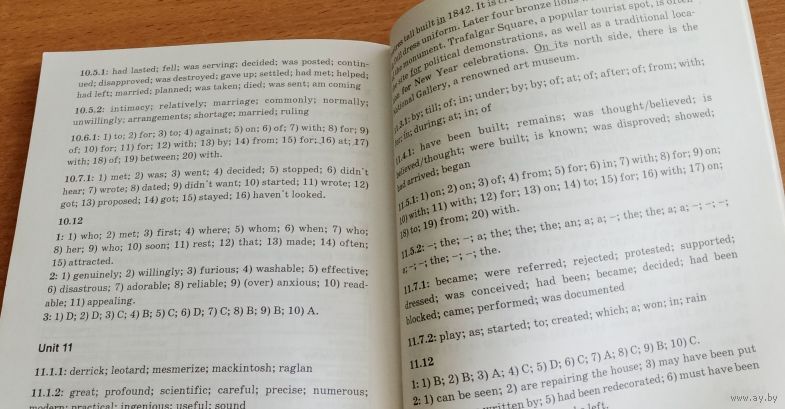 10.5.1: had lasted; fell; was serving; decided; was posted; contin-
ued; disapproved; was destroyed; gave up; settled; had met; helped;
had left; married; planned; was taken; died; was sent; am coming
10.5.2: intimacy; relatively; marriage; commonly; normally;
unwillingly; arrangements; shortage; married; ruling
10.6.1: 1) to; 2) for; 3) to; 4) against; 5) on; 6) of; 7) with; 8) for; 9)
of; 10) for; 11) for; 12) with; 13) by; 14) from; 15) for; 16) at; 17)
with; 18) of; 19) between; 20) with.
10.7.1: 1) met; 2) was; 3) went; 4) decided; 5) stopped; 6) didn't
hear; 7) wrote; 8) dated; 9) didn't want; 10) started; 11) wrote; 12)
got; 13) proposed; 14) got; 15) stayed; 16) haven't looked.
10.12
1: 1) who; 2) met; 3) first; 4) where; 5) whom; 6) when; 7) who;
8) her; 9) who; 10) soon; 11) rest; 12) that; 13) made; 14) often;
15) attracted.
2: 1) genuinely; 2) willingly; 3) furious; 4) washable; 5) effective;
6) disastrous; 7) adorable; 8) reliable; 9) (over) anxious; 10) read-
able; 11) appealing.
3: 1) D; 2) D; 3) C; 4) B; 5) C; 6) D; 7) C; 8) B; 9) B; 10) A.
Unit 11
11.1.1: derrick; leotard; mesmerize; mackintosh; raglan
11.1.2: great; profound; scientific; careful; precise; numerous;
modern; practical; ingenious; useful; sound
tall built in 1842. It is
full dress uniform. Later four bronze lions
the monument. Trafalgar Square, a popular tourist spot, is often
site for political demonstrations, as well as a traditional loca-
for New Year celebrations. On its north side, there is the
National Gallery, a renowned art museum.
11.3.1: by; till; of; in; under; by; by; of; at; of; after; of; from; with;
for; in; during; at; in; of
11.4.1: have been built; remains; was thought/believed; is
believed/thought; were built; is known; was disproved; showed;
had arrived; began
11.5.1: 1) on; 2) on; 3) of; 4) from; 5) for; 6) in; 7) with; 8) for; 9) on;
10) with; 11) with; 12) for; 13) on; 14) to; 15) for; 16) with; 17) on;
18) to; 19) from; 20) with.
11.5.2: –; the; –; a; the; the; the; an; a; a; –; the; the; a; a; –; –; –;
a; –; –; the; –; –; the.
11.7.1: became; were referred; rejected; protested; supported;
dressed; was conceived; had been; became; decided; had been
blocked; came; performed; was documented
11.7.2: play; as; started; to; created; which; a; won; in; rain
11.12
1: 1) B; 2) B; 3) A; 4) C; 5) D; 6) C; 7) A; 8) C; 9) B; 10) C.
2: 1) can be seen; 2) are repairing the house; 3) may have been put
written by; 5) had been redecorated; 6) must have been
left.
www.ay.by